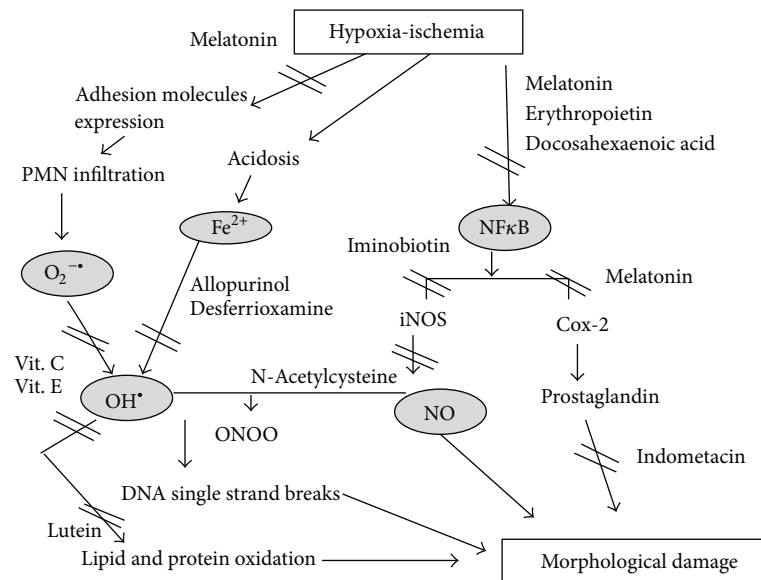 Hypoxia-ischemia
Melatonin
Adhesion molecules
expression
Melatonin
Erythropoietin
Docosahexaenoic acid
Acidosis
PMN infiltration
Fe²⁺
NFκB
Iminobiotin
O₂⁻•
Melatonin
Allopurinol
Desferrioxamine
iNOS
Cox-2
Vit. C
Vit. E
N-Acetylcysteine
Prostaglandin
OH•
NO
ONOO
Indometacin
DNA single strand breaks
Lutein
Lipid and protein oxidation
Morphological damage